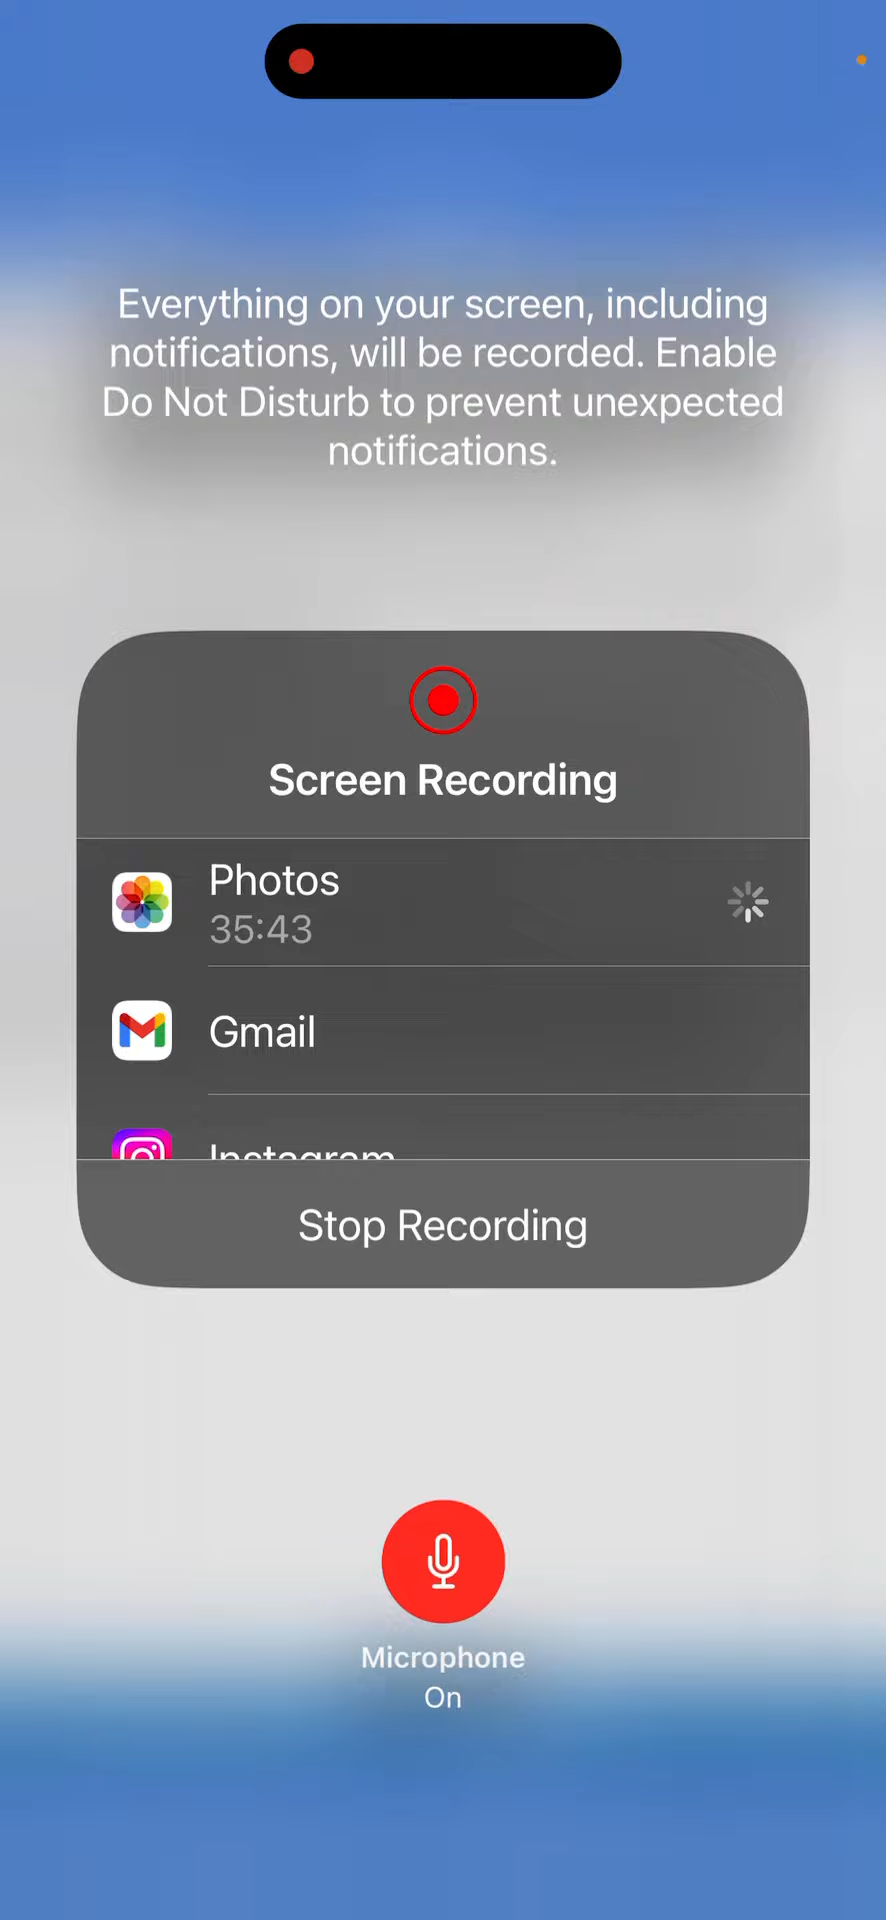 Everything on your screen, including
notifications, will be recorded. Enable
Do Not Disturb to prevent unexpected
notifications.
Screen Recording
Photos
35:43
Gmail
Instagram
Stop Recording
Microphone
On